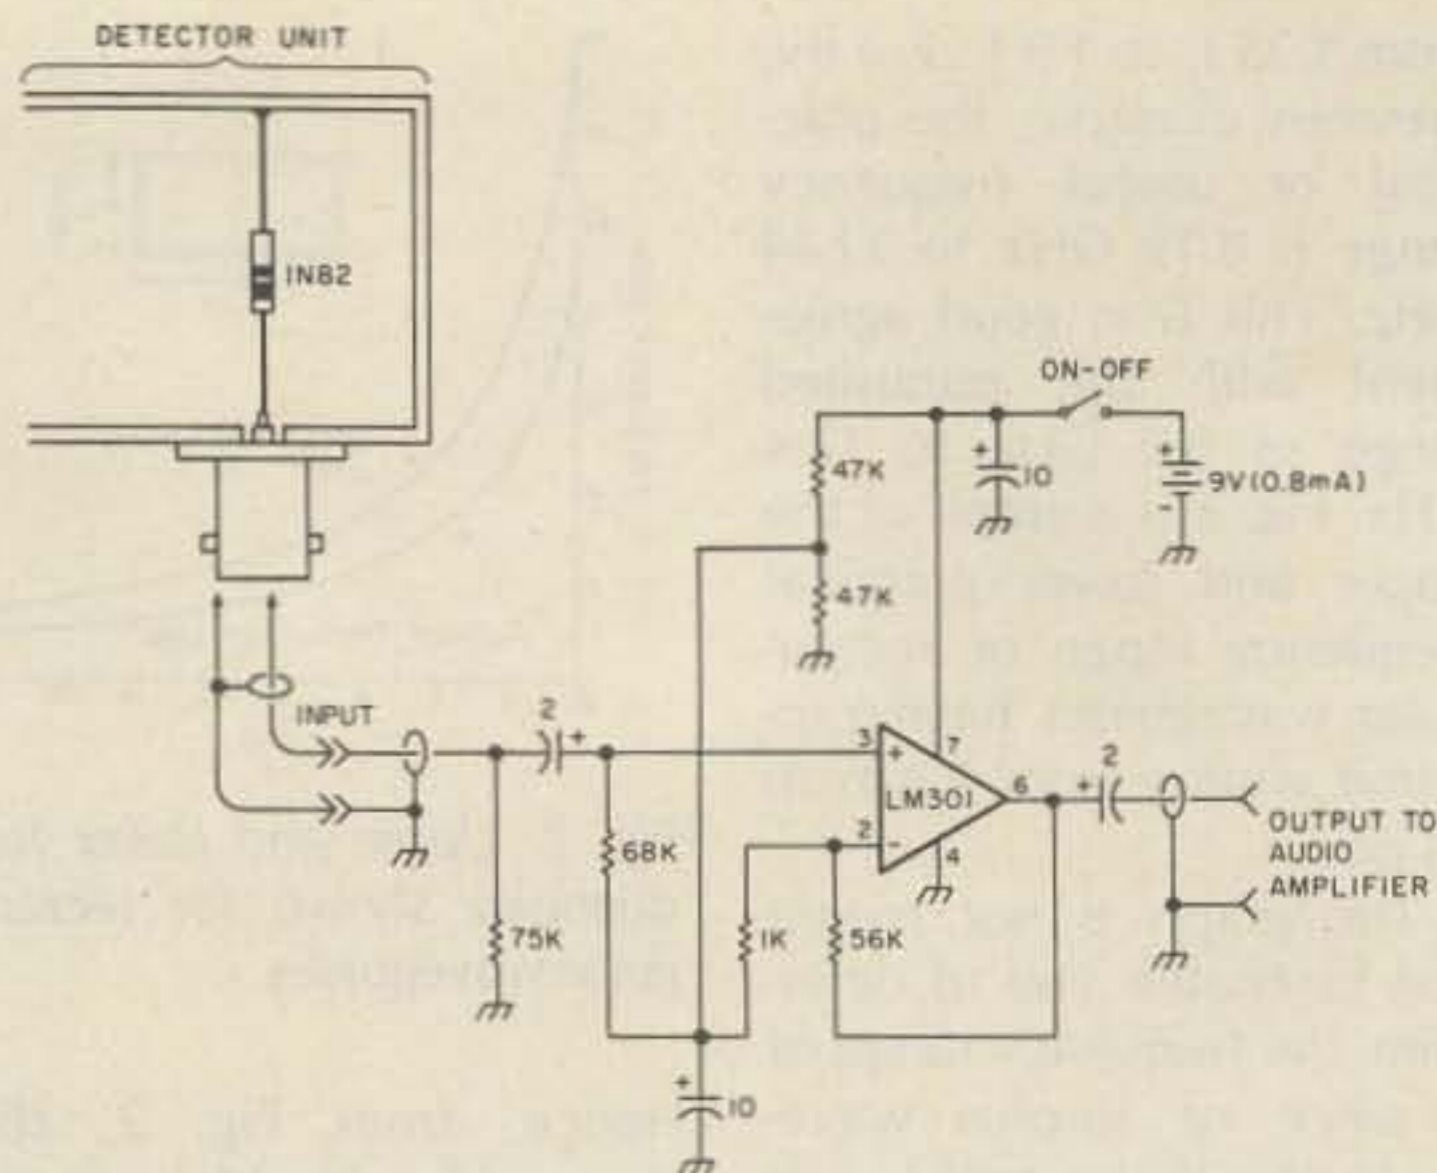 DETECTOR UNIT
IN82
ON-OFF
47K
+
10
+
9V(0.8mA)
-
47K
INPUT
2
+
3
+
7
LM301
6
2
+
2
-
4
OUTPUT TO
AUDIO
AMPLIFIER
68K
75K
1K
56K
+
10